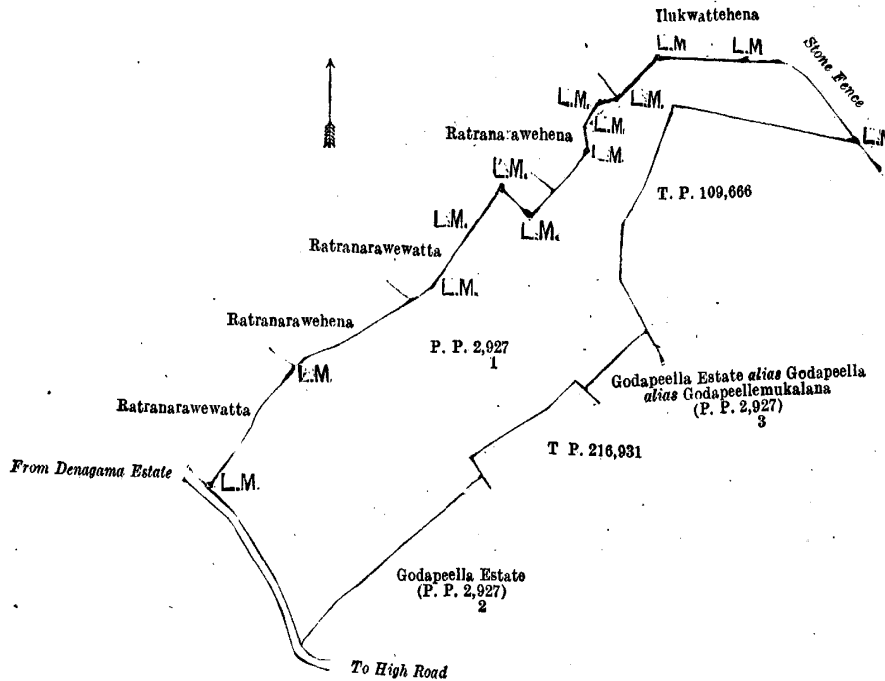 Ilukwattehena
L.M
L.M
Stone Fence
L.M.
L.M.
L.M.
Ratranarawehena
L.M.
L.M.
T. P. 109,666
L.M.
L.M.
Ratranarawewatta
L.M.
Ratranarawehena
P. P. 2,927
1
L.M.
Godapeella Estate alias Godapeella
alias Godapeellemukalana
(P. P. 2,927)
3
Ratranarawewatta
T P. 216,931
From Denagama Estate
L.M.
Godapeella Estate
(P. P. 2,927)
2
To High Road